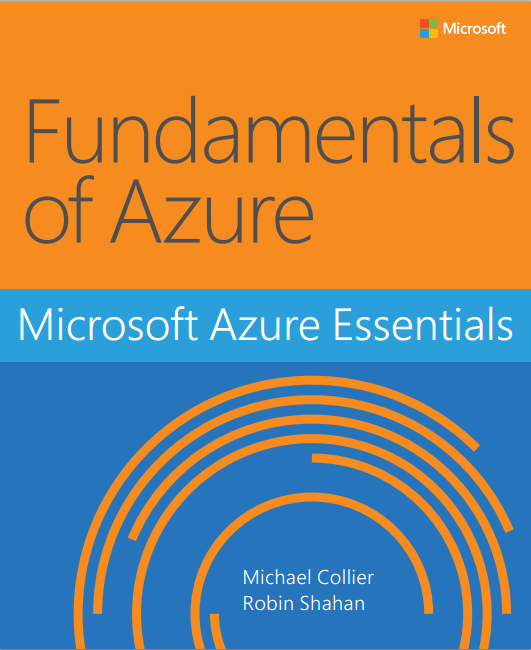 Microsoft
Fundamentals
of Azure
Microsoft Azure Essentials
Michael Collier
Robin Shahan